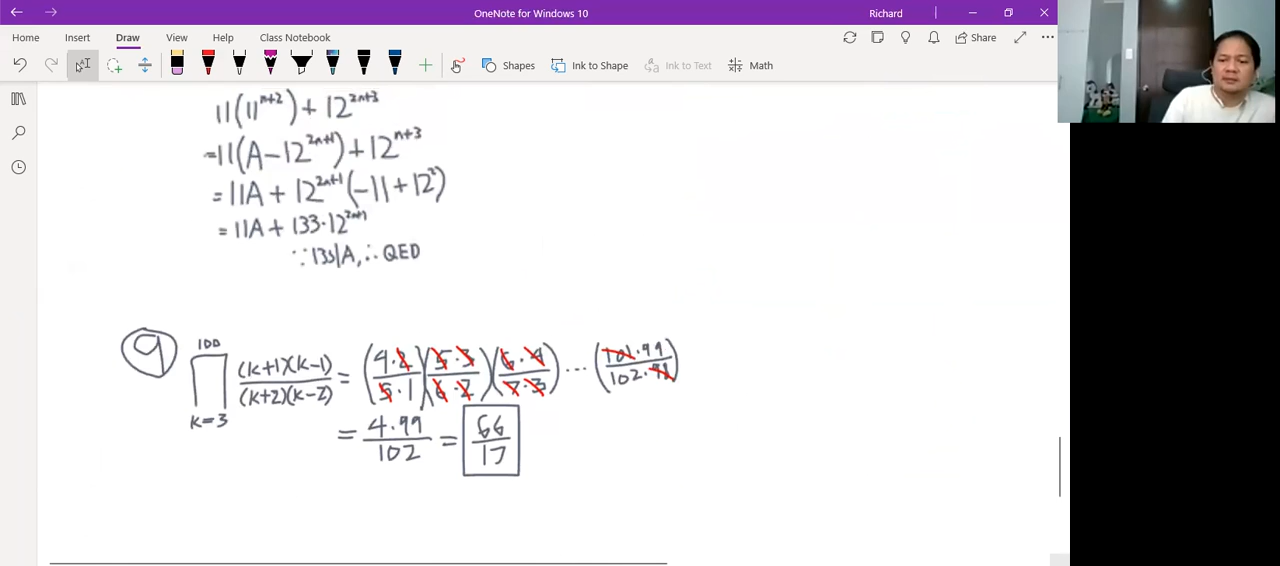 OneNote for Windows 10
Richard
Home Insert Draw View Help Class Notebook Share
Shapes Ink to Shape Ink to Text Math
11(11^{n+2}) + 12^{2n+3}
= 11(A - 12^{2n+1}) + 12^{n+3}
= 11A + 12^{2n+1}(-11 + 12^2)
= 11A + 133·12^{2n+1}
∵ 133|A, ∴ QED
9 ∏_{k=3}^{100} (k+1)(k-1)/(k+2)(k-2) = (4·2/5·1)(5·3/6·2)(6·4/7·3) ... (101·99/102·98)
= 4·99/102 = 66/17